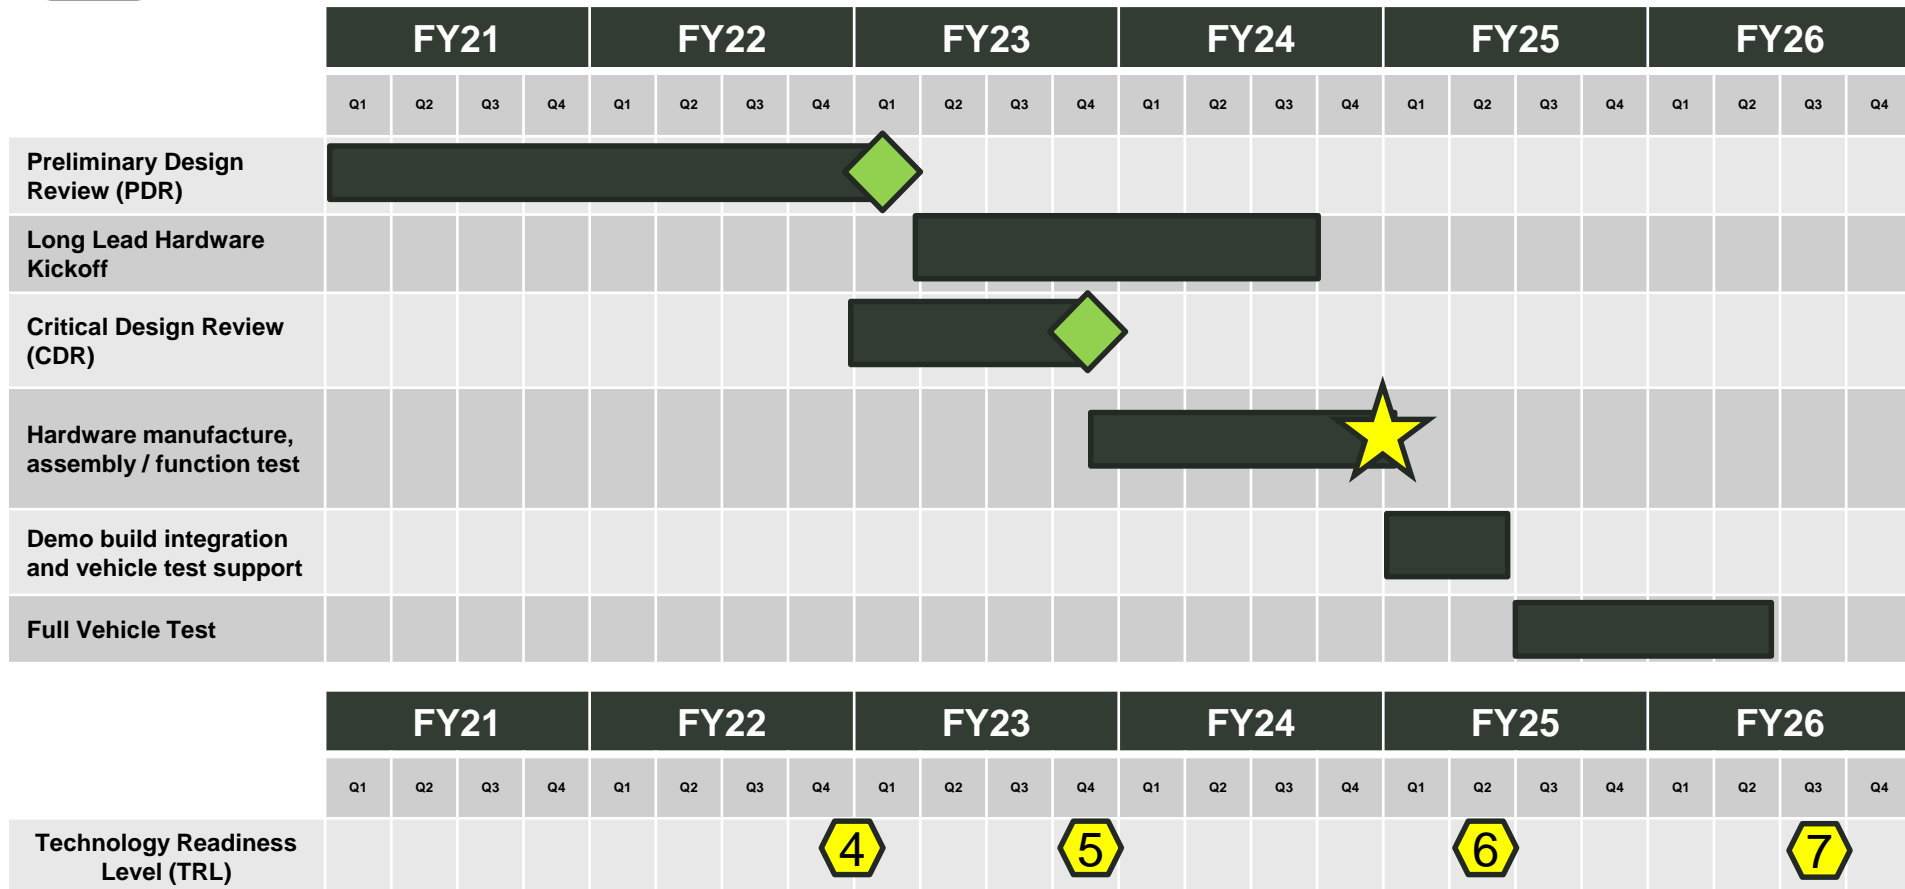 FY21 FY22 FY23 FY24 FY25 FY26
Q1 Q2 Q3 Q4 Q1 Q2 Q3 Q4 Q1 Q2 Q3 Q4 Q1 Q2 Q3 Q4 Q1 Q2 Q3 Q4 Q1 Q2 Q3 Q4
Preliminary Design
Review (PDR)
Long Lead Hardware
Kickoff
Critical Design Review
(CDR)
Hardware manufacture,
assembly / function test
Demo build integration
and vehicle test support
Full Vehicle Test
FY21 FY22 FY23 FY24 FY25 FY26
Q1 Q2 Q3 Q4 Q1 Q2 Q3 Q4 Q1 Q2 Q3 Q4 Q1 Q2 Q3 Q4 Q1 Q2 Q3 Q4 Q1 Q2 Q3 Q4
Technology Readiness
Level (TRL)
4 5 6 7